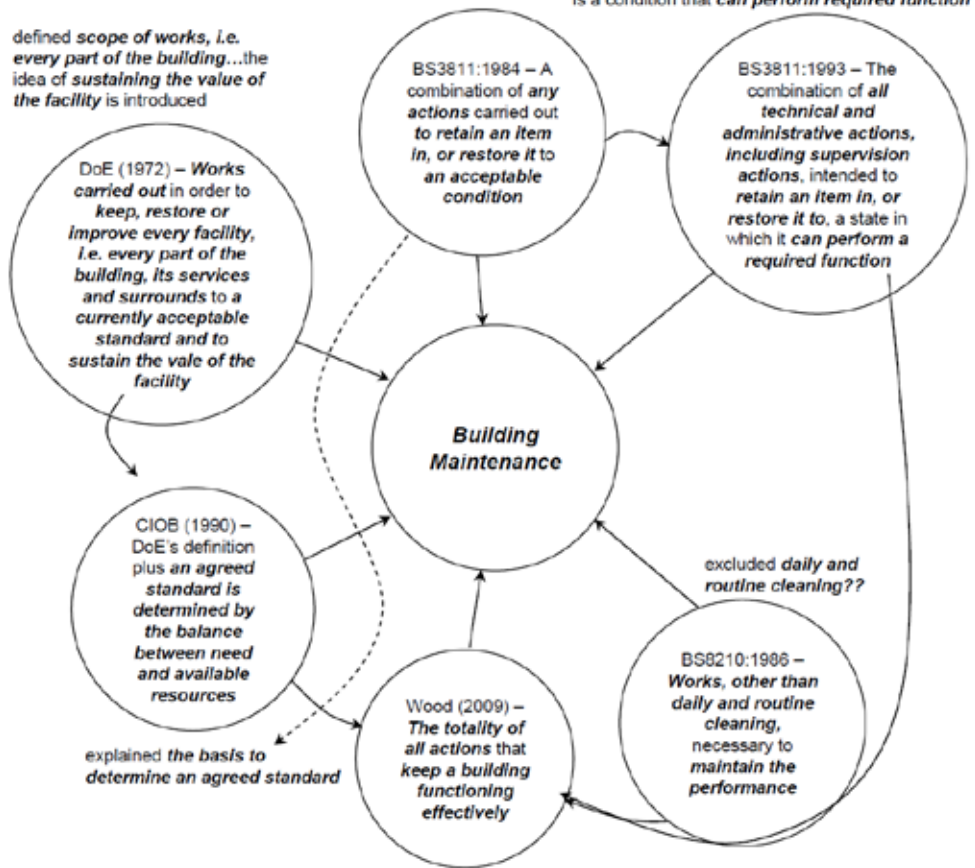 is a condition that can perform required function
defined scope of works, i.e.
every part of the building...the
idea of sustaining the value of
the facility is introduced
BS3811:1984 – A
combination of any
actions carried out
to retain an item
in, or restore it to
an acceptable
condition
BS3811:1993 – The
combination of all
technical and
administrative actions,
including supervision
actions, intended to
retain an item in, or
restore it to, a state in
which it can perform a
required function
DoE (1972) – Works
carried out in order to
keep, restore or
improve every facility,
i.e. every part of the
building, its services
and surrounds to a
currently acceptable
standard and to
sustain the vale of the
facility
Building
Maintenance
CIOB (1990) –
DoE's definition
plus an agreed
standard is
determined by
the balance
between need
and available
resources
excluded daily and
routine cleaning??
BS8210:1986 –
Works, other than
daily and routine
cleaning,
necessary to
maintain the
performance
Wood (2009) –
The totality of
all actions that
keep a building
functioning
effectively
explained the basis to
determine an agreed standard